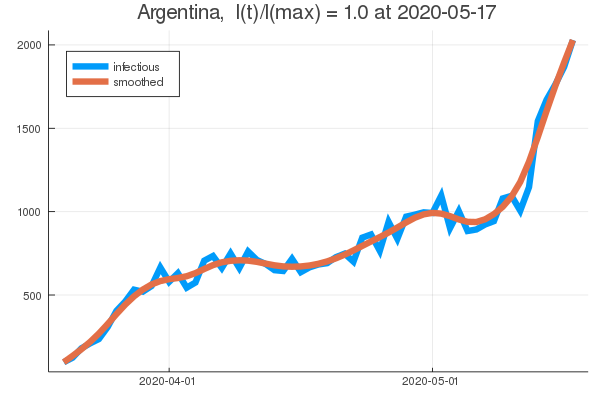 Argentina,  I(t)/I(max) = 1.0 at 2020-05-17
infectious
smoothed
2000
1500
1000
500
2020-04-01
2020-05-01